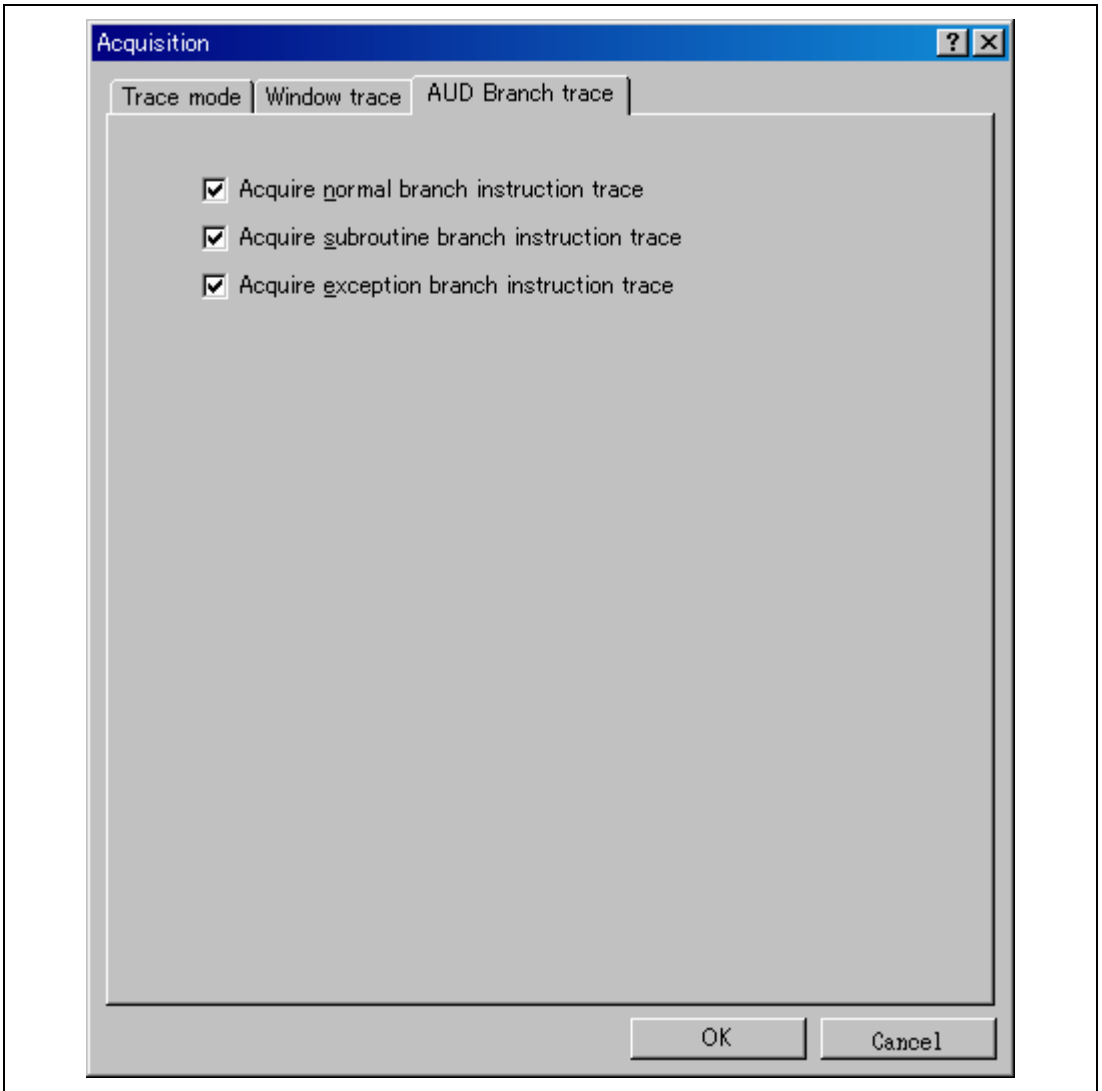 Acquisition
Trace mode Window trace AUD Branch trace
Acquire normal branch instruction trace
Acquire subroutine branch instruction trace
Acquire exception branch instruction trace
OK Cancel